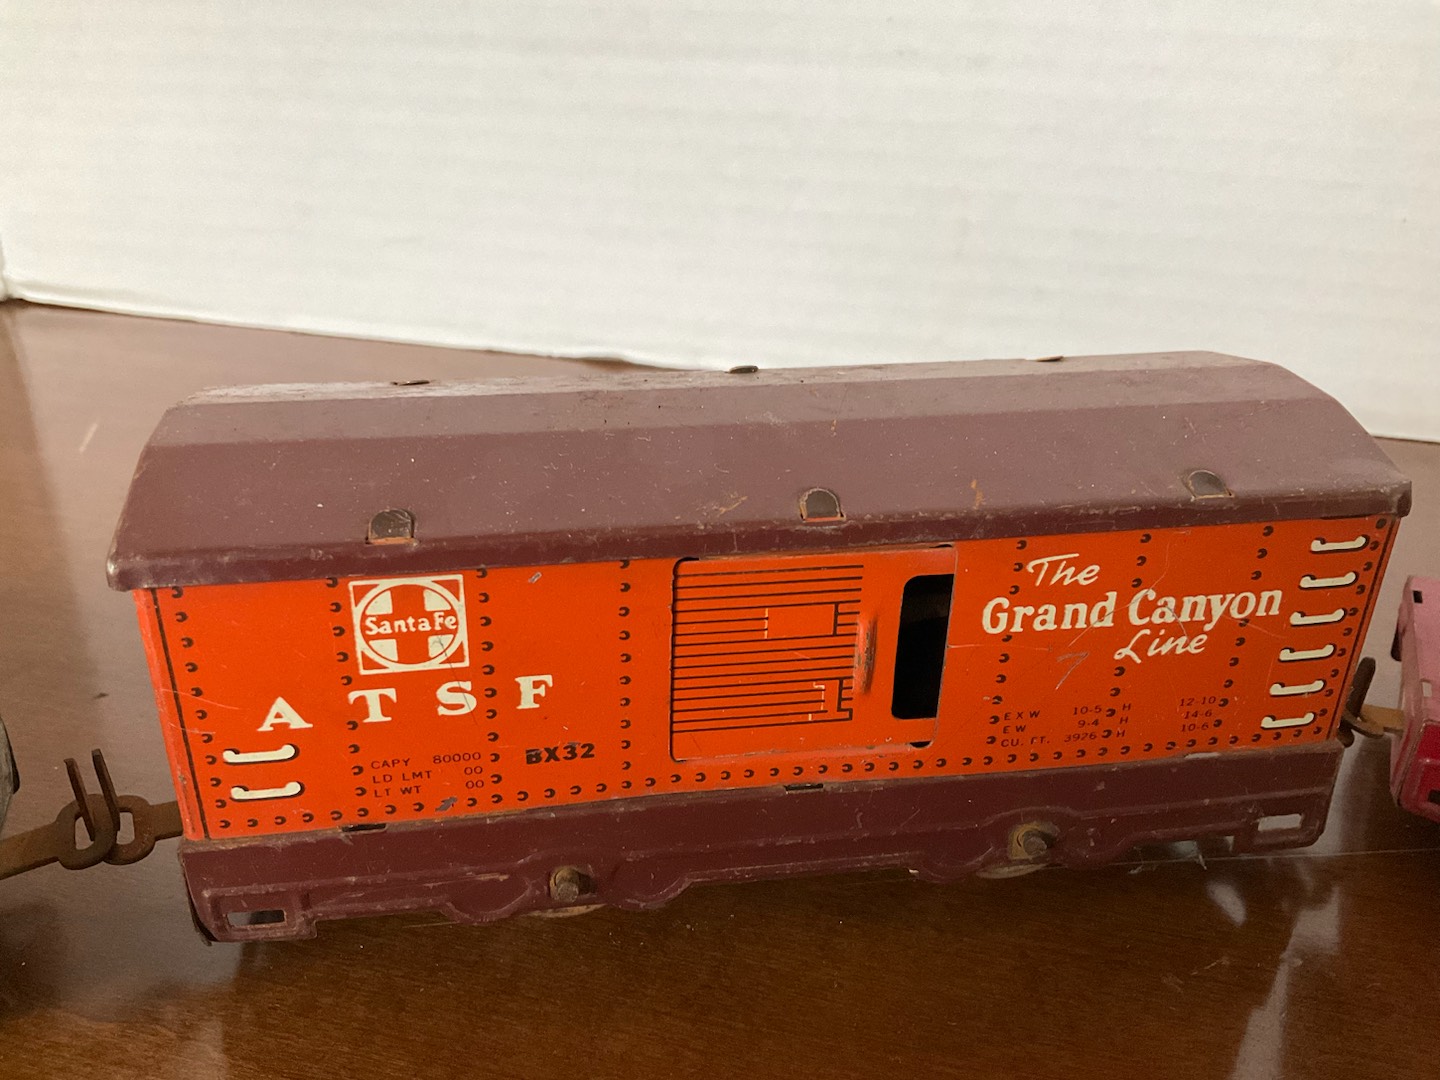 Santa Fe
A T S F
CAPY 80000
LD LMT 00
LT WT 00
BX32
The
Grand Canyon
Line
EXW 10-5 H 12-10
EW 9-4 H 14-6
CU. FT. 3926 H 10-6